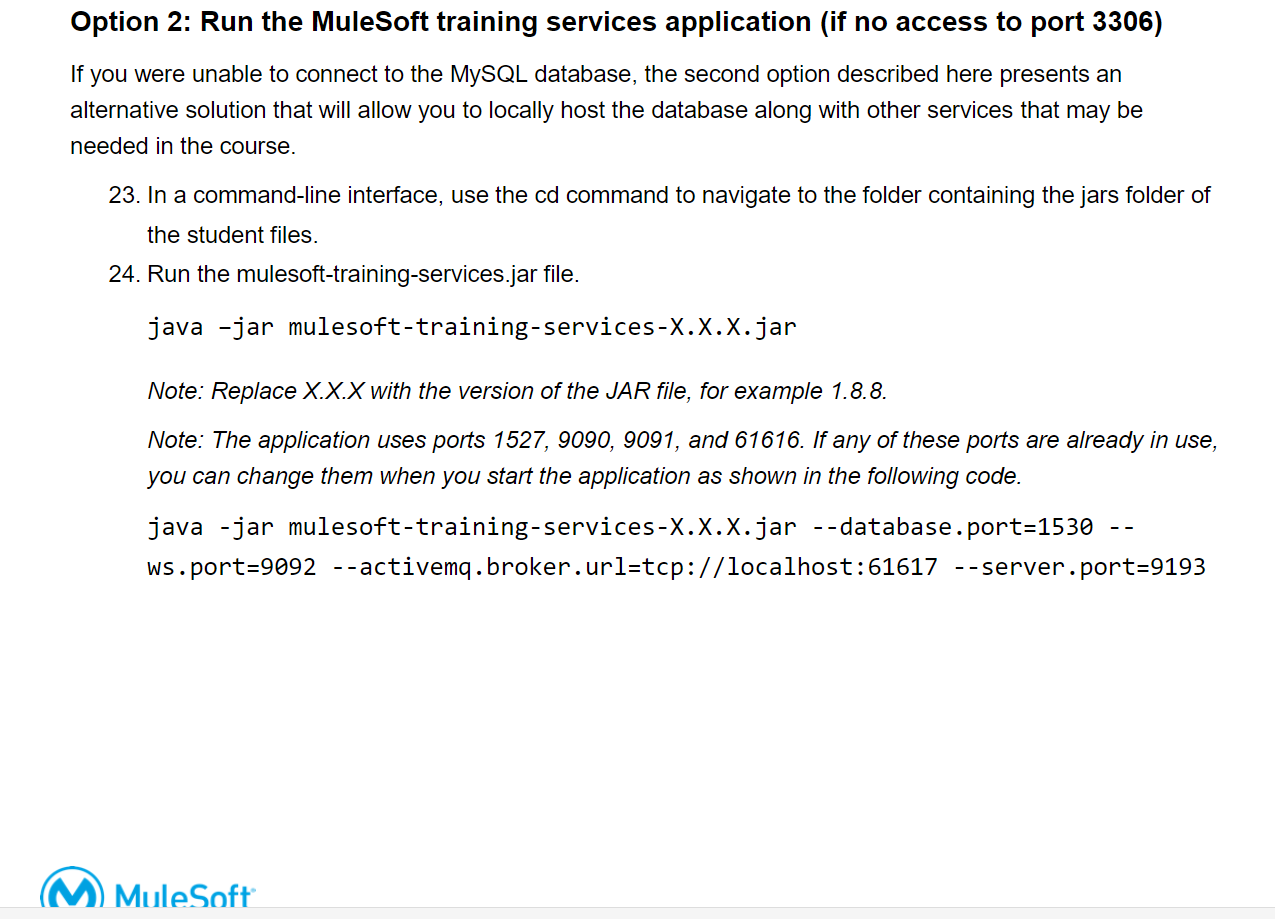 Option 2: Run the MuleSoft training services application (if no access to port 3306)
If you were unable to connect to the MySQL database, the second option described here presents an
alternative solution that will allow you to locally host the database along with other services that may be
needed in the course.
23. In a command-line interface, use the cd command to navigate to the folder containing the jars folder of
the student files.
24. Run the mulesoft-training-services.jar file.
java –jar mulesoft-training-services-X.X.X.jar
Note: Replace X.X.X with the version of the JAR file, for example 1.8.8.
Note: The application uses ports 1527, 9090, 9091, and 61616. If any of these ports are already in use,
you can change them when you start the application as shown in the following code.
java -jar mulesoft-training-services-X.X.X.jar --database.port=1530 --
ws.port=9092 --activemq.broker.url=tcp://localhost:61617 --server.port=9193
MuleSoft